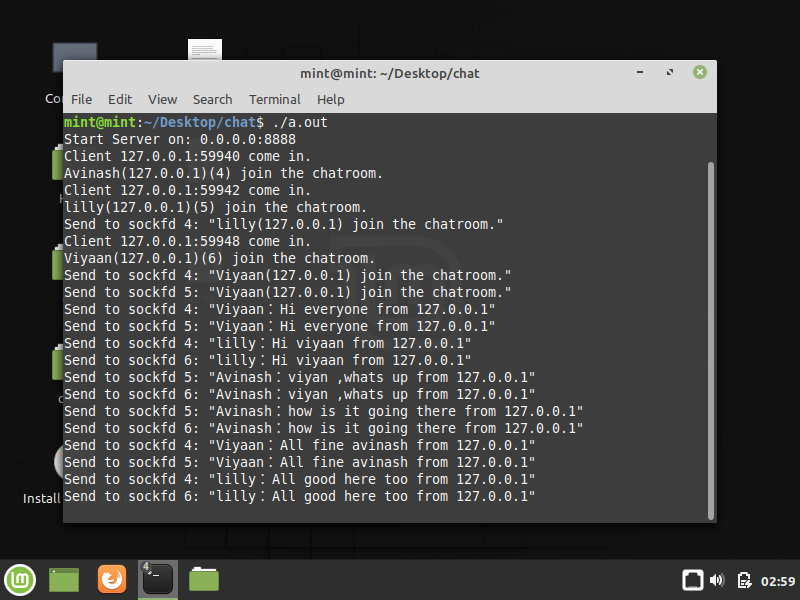 mint@mint: ~/Desktop/chat
File Edit View Search Terminal Help
mint@mint:~/Desktop/chat$ ./a.out
Start Server on: 0.0.0.0:8888
Client 127.0.0.1:59940 come in.
Avinash(127.0.0.1)(4) join the chatroom.
Client 127.0.0.1:59942 come in.
lilly(127.0.0.1)(5) join the chatroom.
Send to sockfd 4: "lilly(127.0.0.1) join the chatroom."
Client 127.0.0.1:59948 come in.
Viyaan(127.0.0.1)(6) join the chatroom.
Send to sockfd 4: "Viyaan(127.0.0.1) join the chatroom."
Send to sockfd 5: "Viyaan(127.0.0.1) join the chatroom."
Send to sockfd 4: "Viyaan：Hi everyone from 127.0.0.1"
Send to sockfd 5: "Viyaan：Hi everyone from 127.0.0.1"
Send to sockfd 4: "lilly：Hi viyaan from 127.0.0.1"
Send to sockfd 6: "lilly：Hi viyaan from 127.0.0.1"
Send to sockfd 5: "Avinash：viyan ,whats up from 127.0.0.1"
Send to sockfd 6: "Avinash：viyan ,whats up from 127.0.0.1"
Send to sockfd 5: "Avinash：how is it going there from 127.0.0.1"
Send to sockfd 6: "Avinash：how is it going there from 127.0.0.1"
Send to sockfd 4: "Viyaan：All fine avinash from 127.0.0.1"
Send to sockfd 5: "Viyaan：All fine avinash from 127.0.0.1"
Send to sockfd 4: "lilly：All good here too from 127.0.0.1"
Send to sockfd 6: "lilly：All good here too from 127.0.0.1"
Install
4
02:59